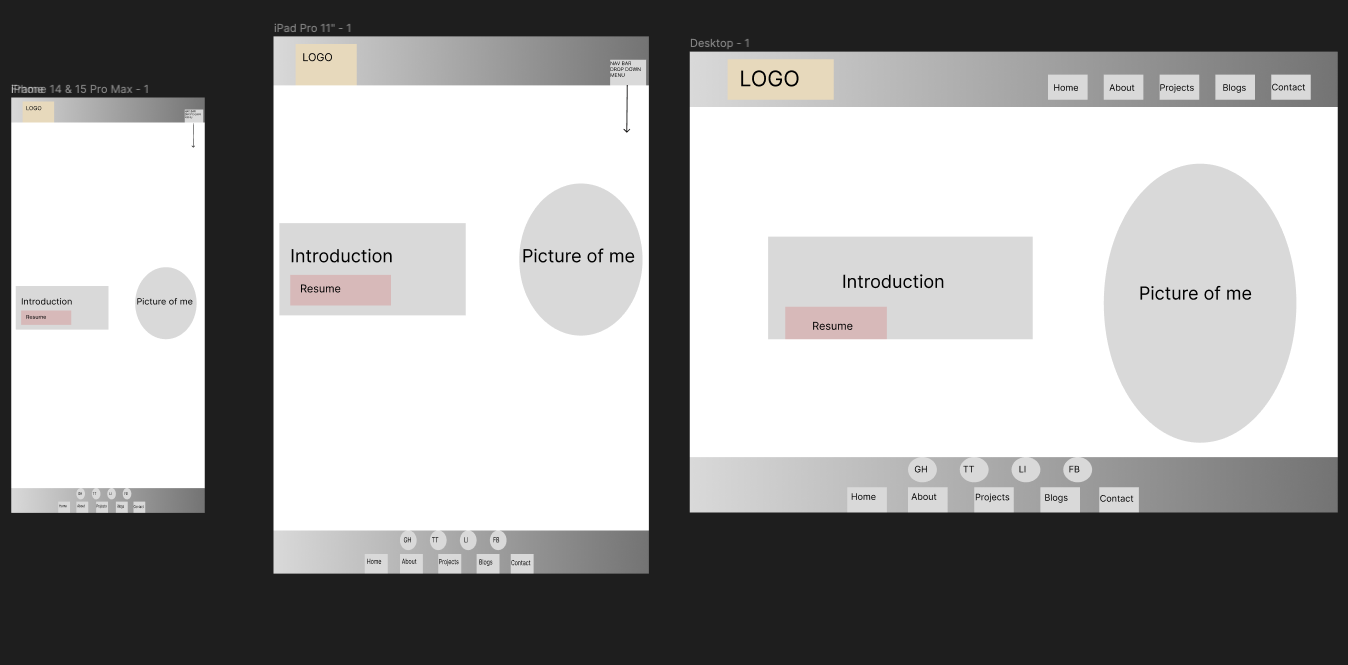 iPhone 14 & 15 Pro Max - 1
LOGO
Introduction
Resume
Picture of me
GH TT LI FB
Home About Projects Blogs Contact
iPad Pro 11" - 1
LOGO
NAV BAR
DROP DOWN
MENU
Introduction
Resume
Picture of me
GH TT LI FB
Home About Projects Blogs Contact
Desktop - 1
LOGO
Home About Projects Blogs Contact
Introduction
Resume
Picture of me
GH TT LI FB
Home About Projects Blogs Contact